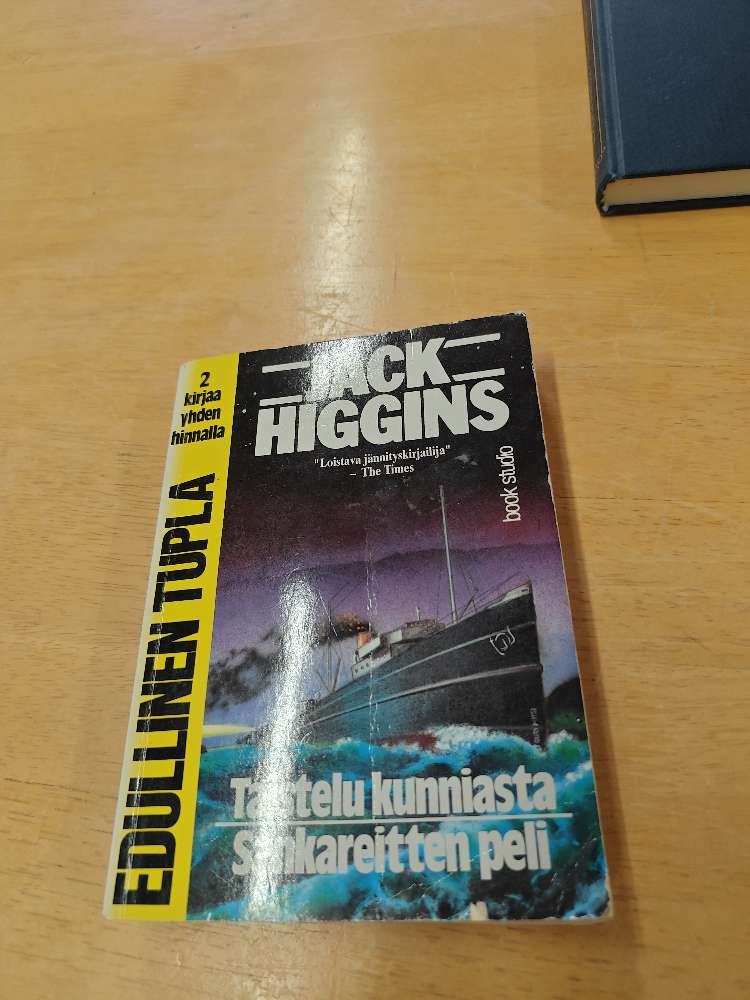 2
kirjaa
yhden
hinnalla
EDULLINEN TUPLA
JACK
HIGGINS
"Loistava jännityskirjailija"
– The Times
book studio
Taistelu kunniasta
Sankareitten peli